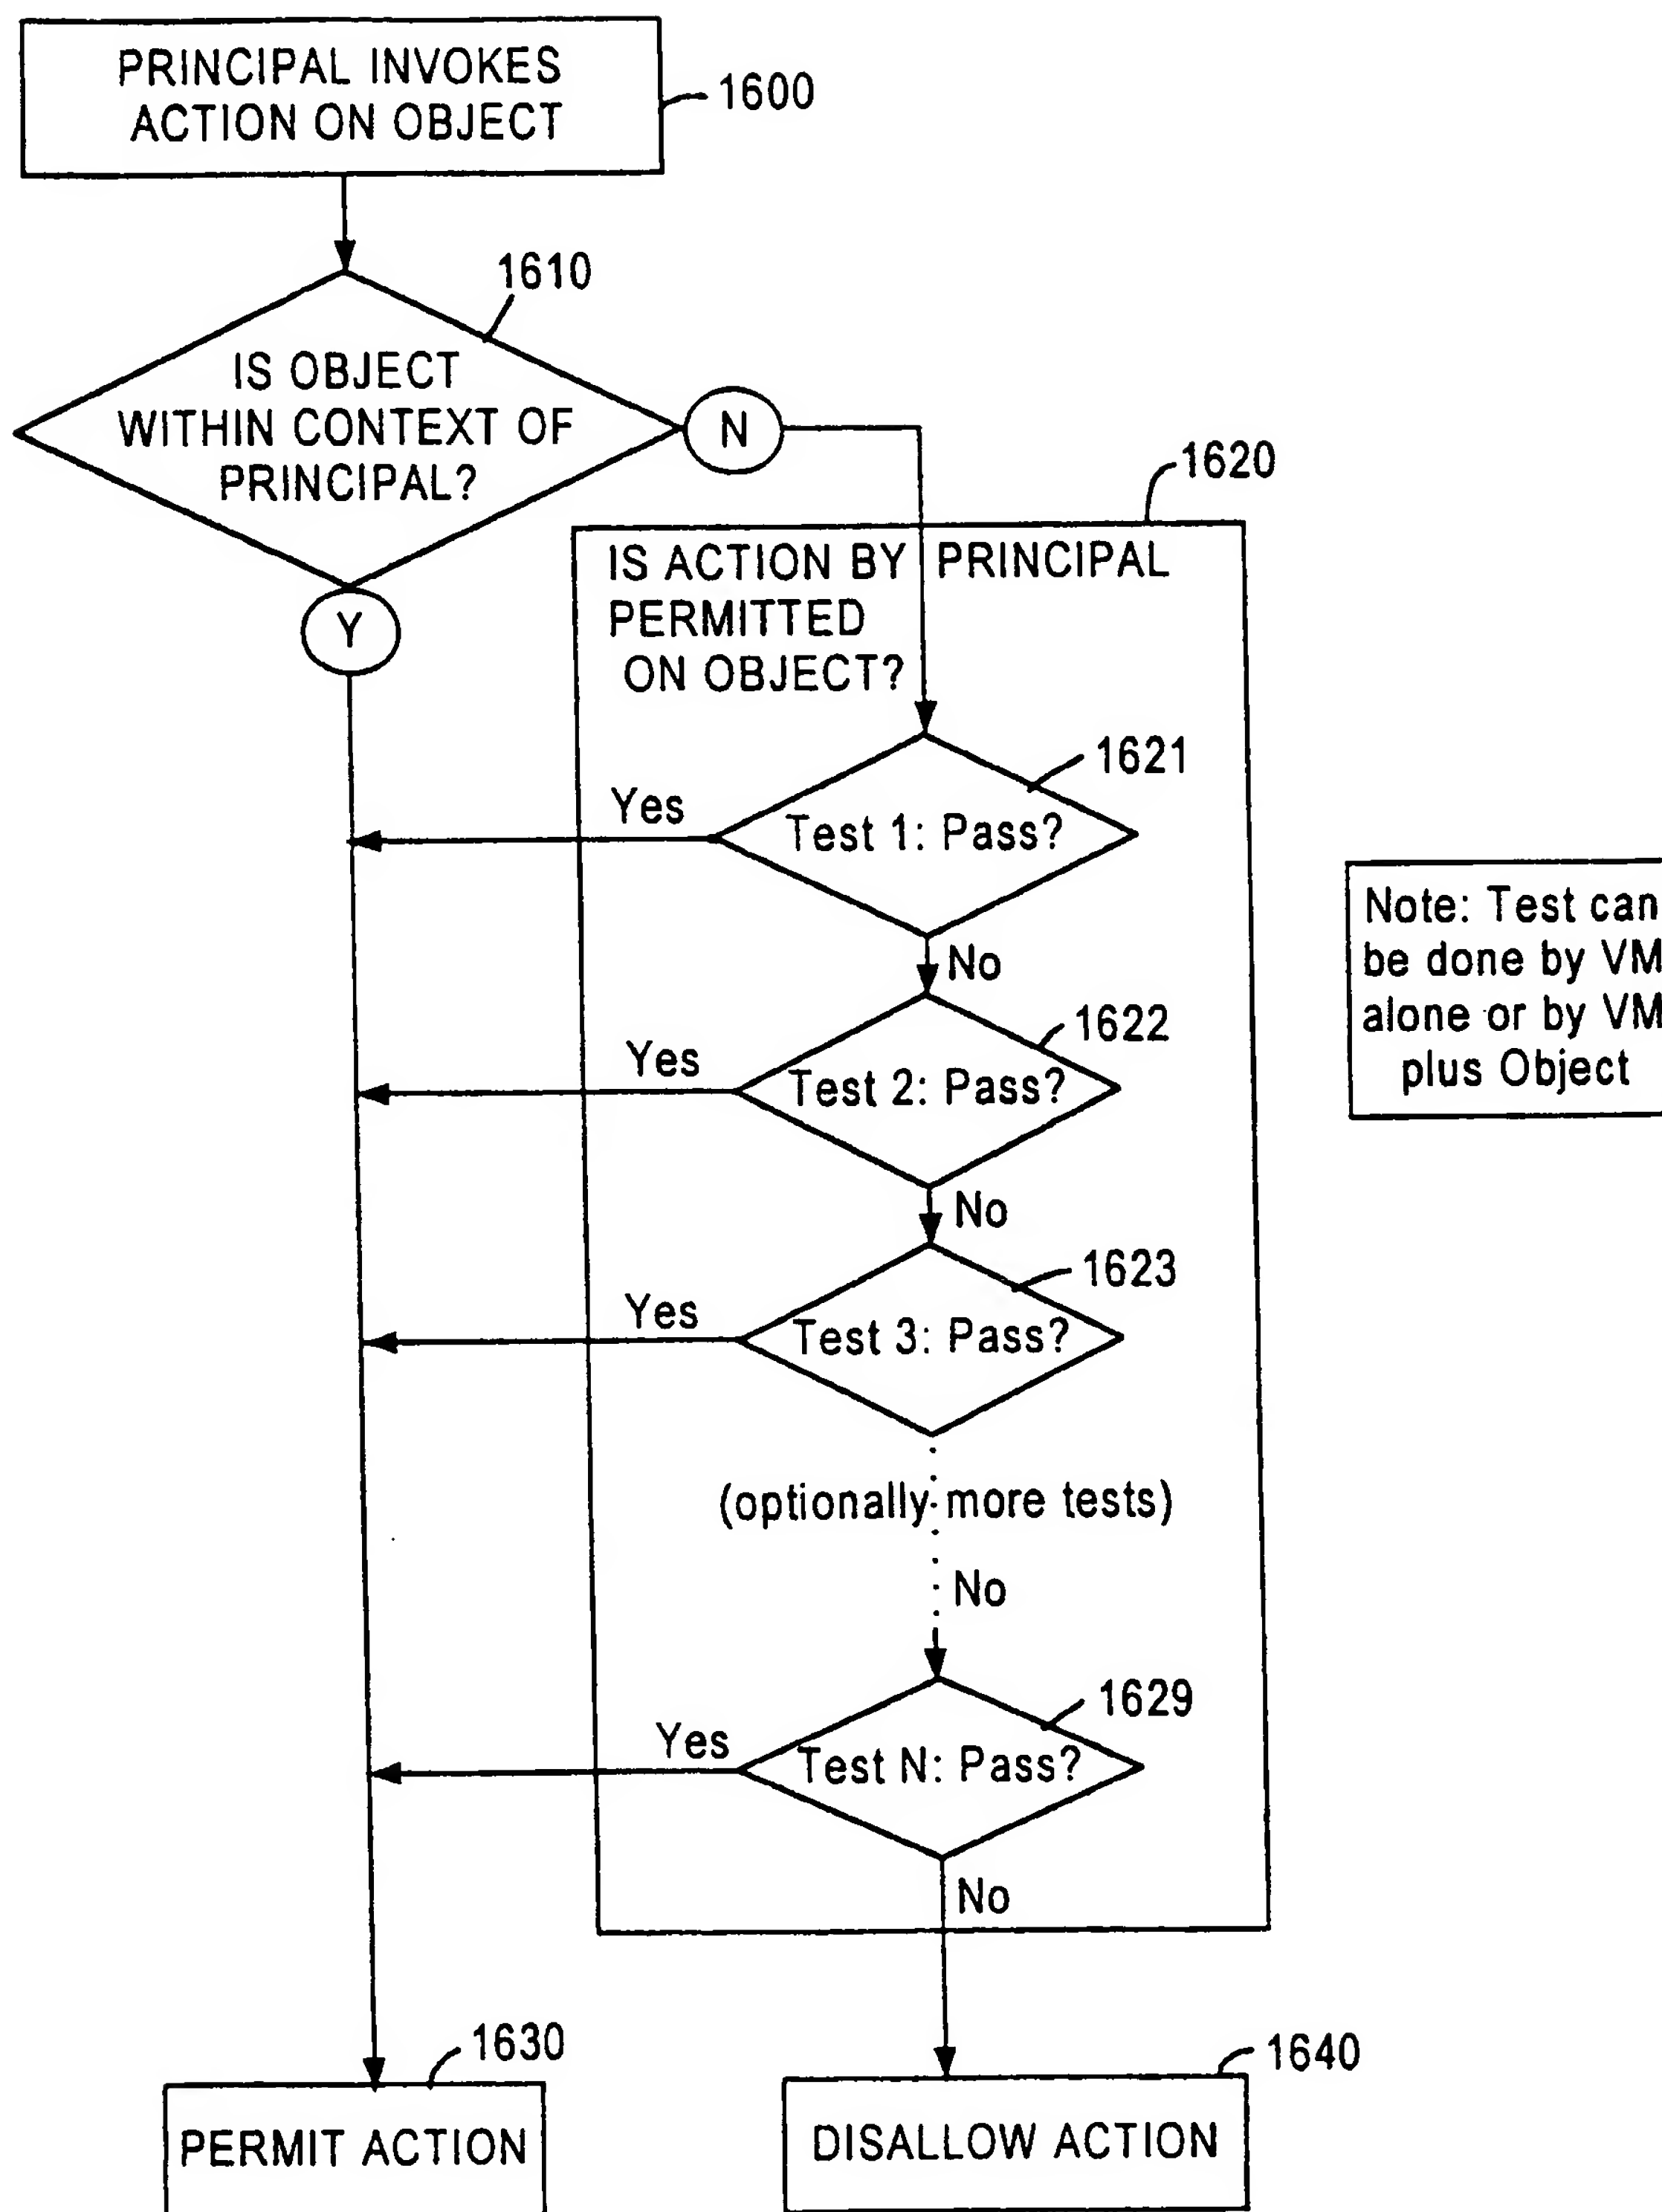 PRINCIPAL INVOKES
ACTION ON OBJECT
1600
1610
IS OBJECT
WITHIN CONTEXT OF
PRINCIPAL?
N
Y
1620
IS ACTION BY PRINCIPAL
PERMITTED
ON OBJECT?
1621
Yes
Test 1: Pass?
No
Note: Test can
be done by VM
alone or by VM
plus Object
1622
Yes
Test 2: Pass?
No
1623
Yes
Test 3: Pass?
(optionally more tests)
No
1629
Yes
Test N: Pass?
No
1630
PERMIT ACTION
1640
DISALLOW ACTION